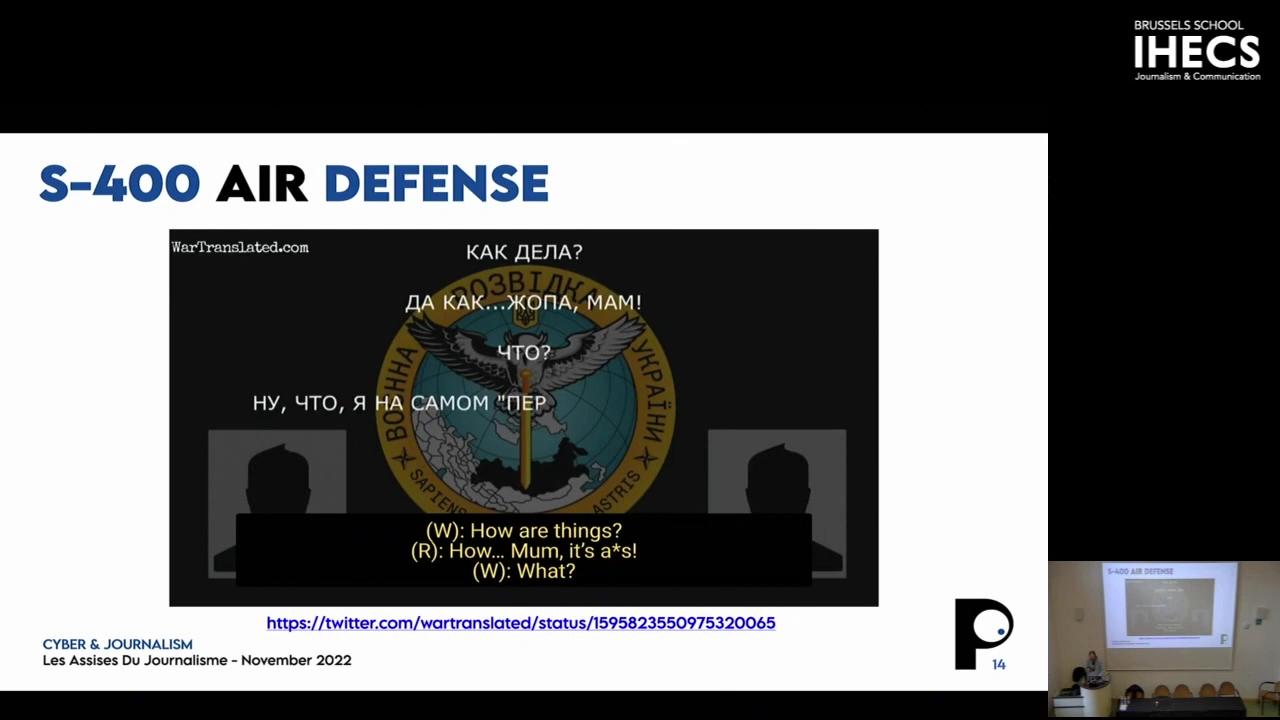 BRUSSELS SCHOOL
IHECS
Journalism & Communication
S-400 AIR DEFENSE
WarTranslated.com
КАК ДЕЛА?
ДА КАК...ЖОПА, МАМ!
ЧТО?
НУ, ЧТО, Я НА САМОМ "ПЕР
ВОЄННА РОЗВІДКА УКРАЇНИ
SAPIENS
ASTRIS
(W): How are things?
(R): How... Mum, it’s a*s!
(W): What?
https://twitter.com/wartranslated/status/1595823550975320065
CYBER & JOURNALISM
Les Assises Du Journalisme - November 2022
P
14
S-400 AIR DEFENSE